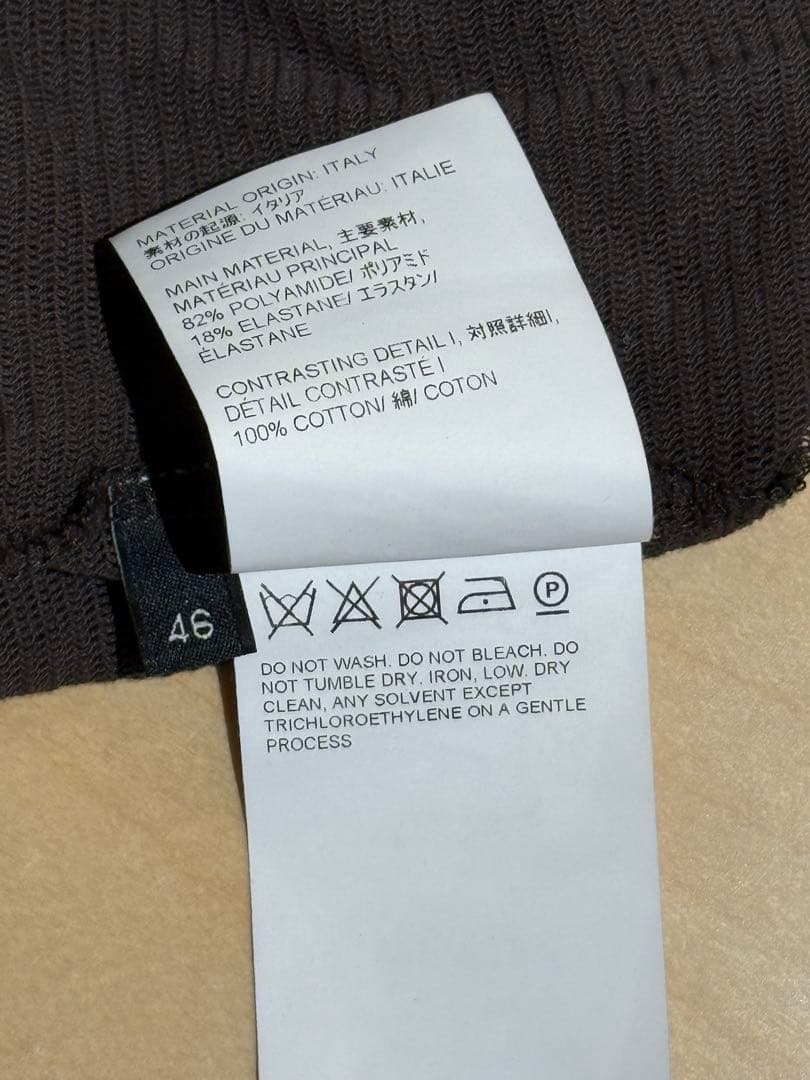 MATERIAL ORIGIN: ITALY
素材の起源: イタリア
ORIGINE DU MATÉRIAU: ITALIE
MAIN MATERIAL, 主要素材,
MATÉRIAU PRINCIPAL
82% POLYAMIDE/ ポリアミド
18% ELASTANE/ エラスタン/
ÉLASTANE
CONTRASTING DETAIL I, 対照詳細I,
DÉTAIL CONTRASTÉ I
100% COTTON/ 綿/ COTON
46
P
DO NOT WASH. DO NOT BLEACH. DO
NOT TUMBLE DRY. IRON, LOW. DRY
CLEAN, ANY SOLVENT EXCEPT
TRICHLOROETHYLENE ON A GENTLE
PROCESS